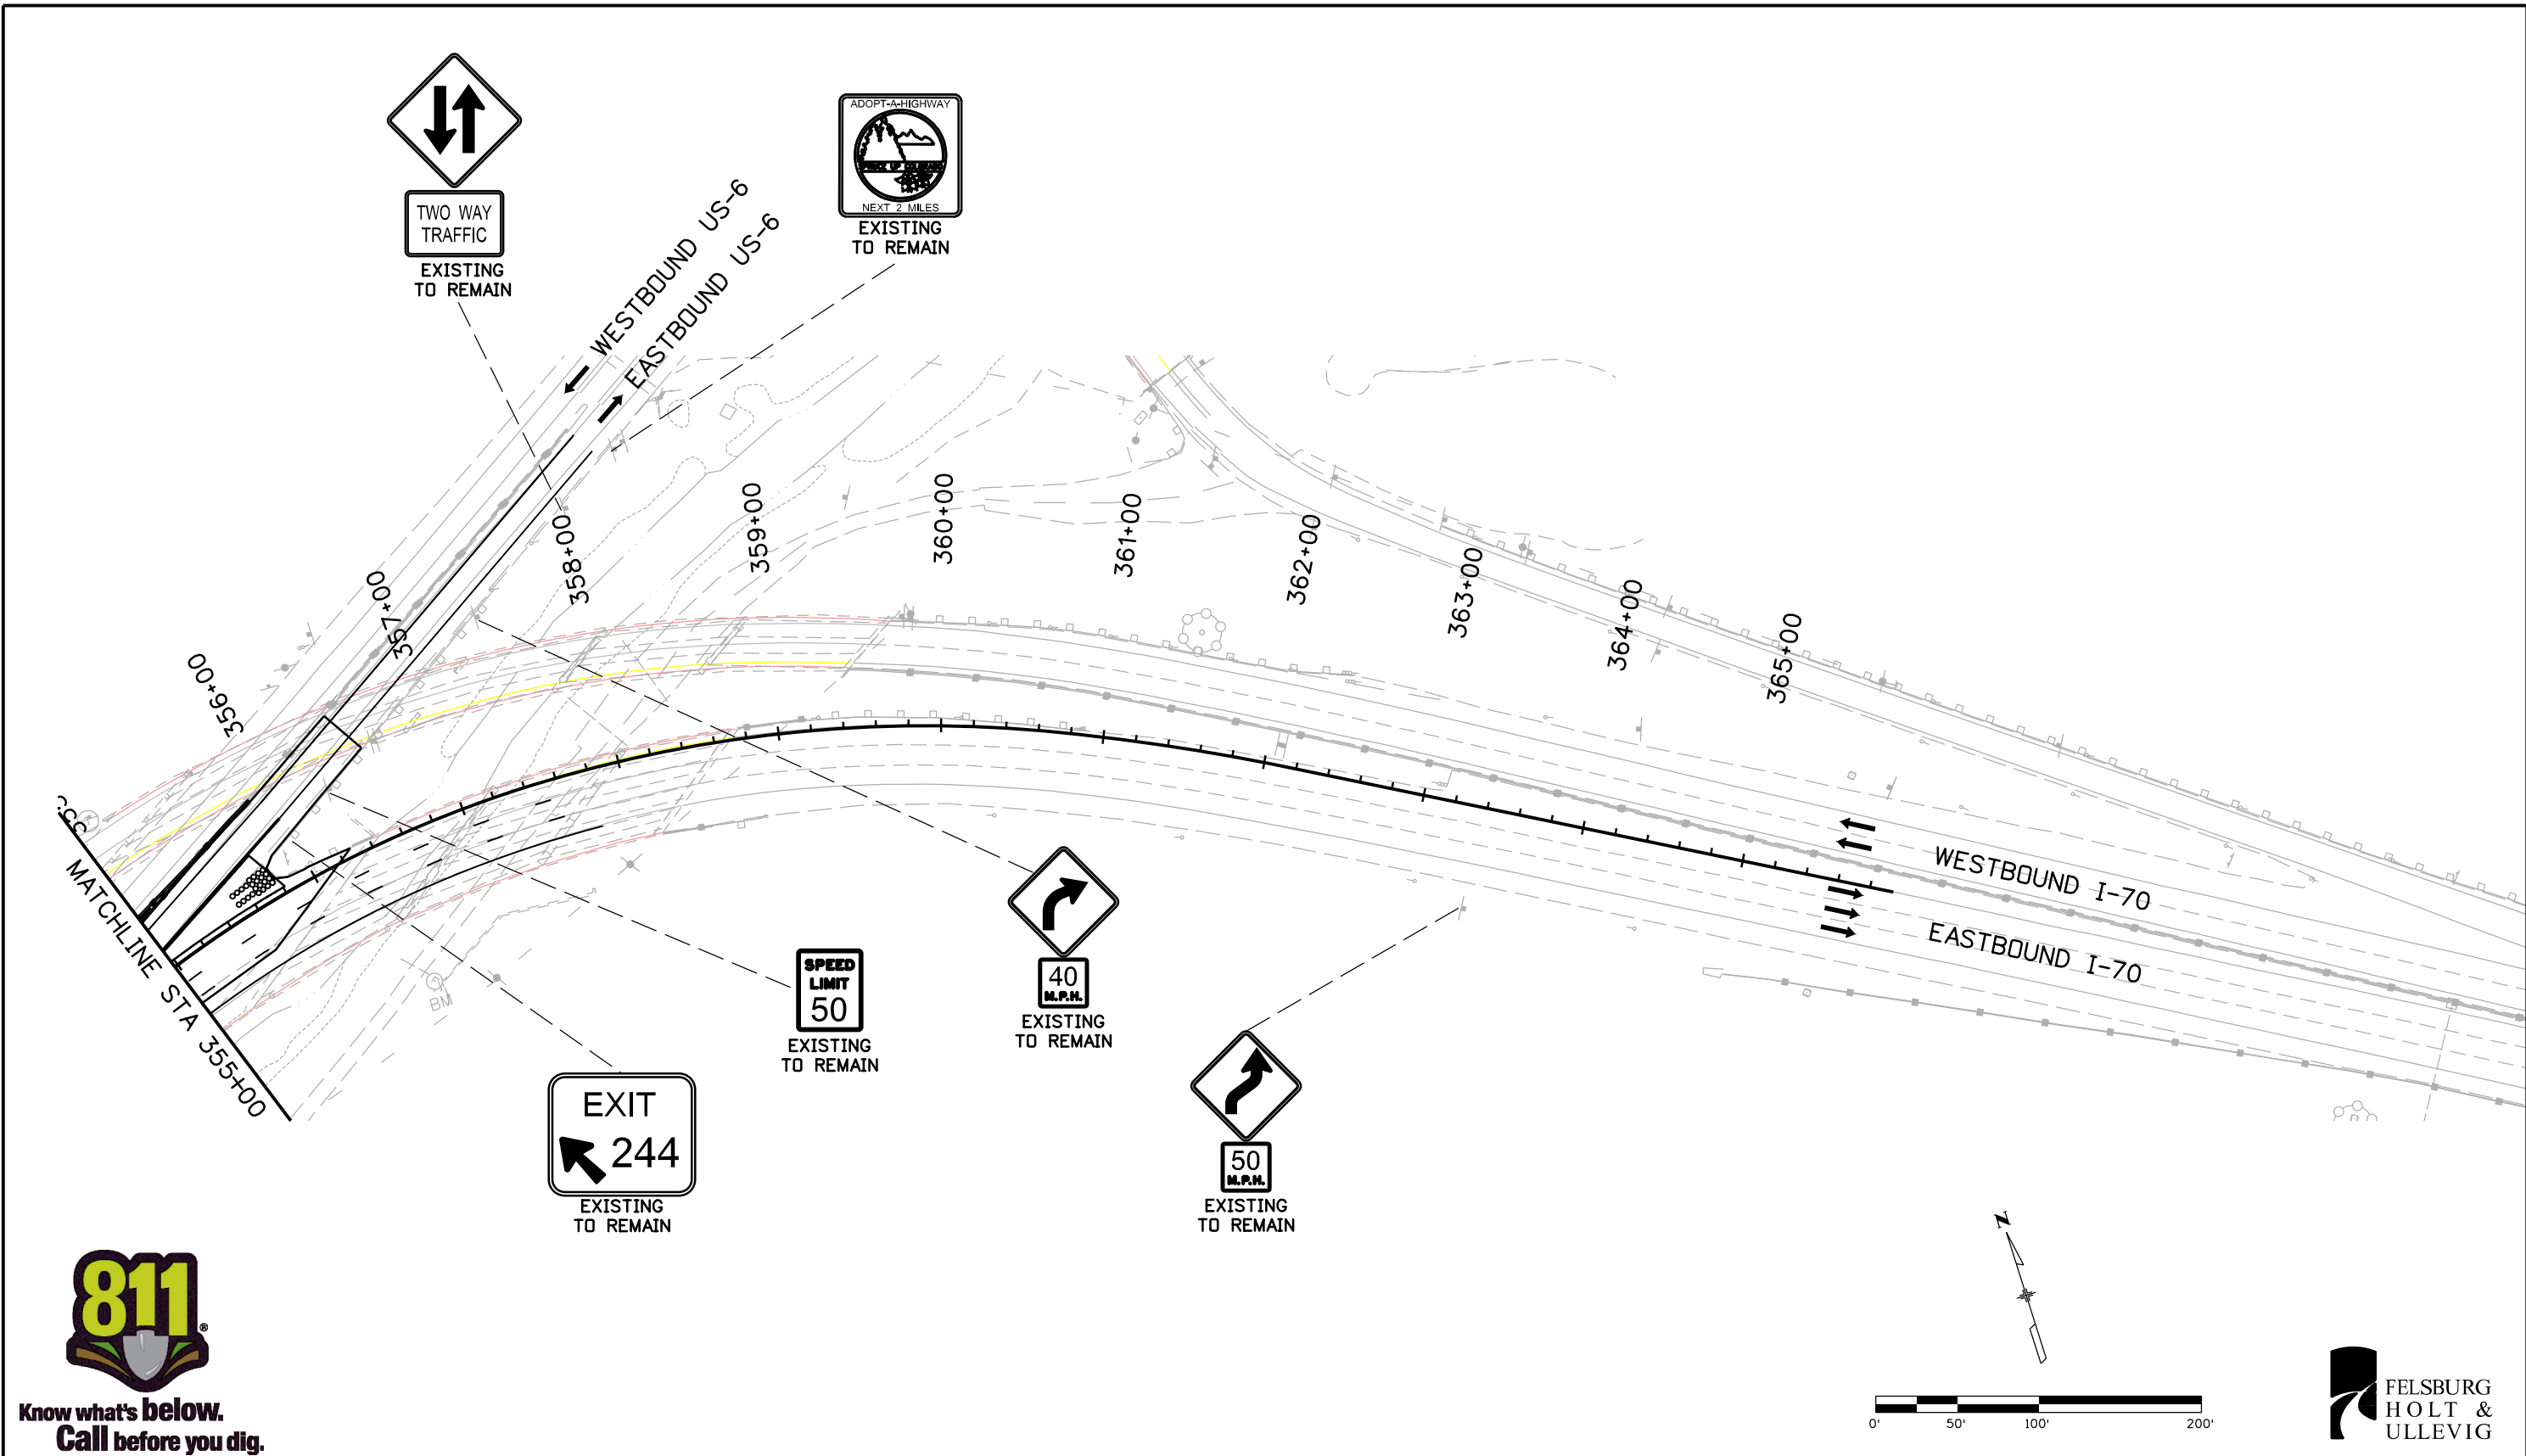 TWO WAY
TRAFFIC
EXISTING
TO REMAIN
ADOPT-A-HIGHWAY
NEXT 2 MILES
EXISTING
TO REMAIN
WESTBOUND US-6
EASTBOUND US-6
356+00
357+00
358+00
359+00
360+00
361+00
362+00
363+00
364+00
365+00
MATCHLINE STA 355+00
BM
WESTBOUND I-70
EASTBOUND I-70
SPEED
LIMIT
50
EXISTING
TO REMAIN
40
M.P.H.
EXISTING
TO REMAIN
EXIT
244
EXISTING
TO REMAIN
50
M.P.H.
EXISTING
TO REMAIN
N
0' 50' 100' 200'
811®
Know what's below.
Call before you dig.
FELSBURG
HOLT &
ULLEVIG